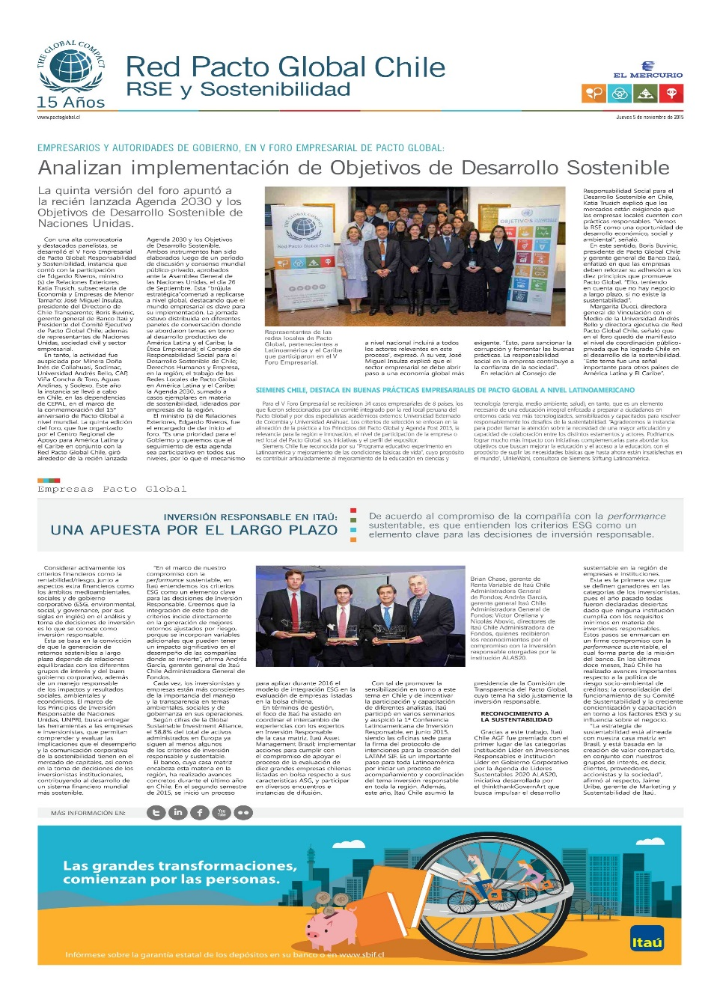 THE GLOBAL COMPACT
15 Años
Red Pacto Global Chile
RSE y Sostenibilidad
EL MERCURIO
www.pactoglobal.cl
Jueves 5 de noviembre de 2015
EMPRESARIOS Y AUTORIDADES DE GOBIERNO, EN V FORO EMPRESARIAL DE PACTO GLOBAL:
Analizan implementación de Objetivos de Desarrollo Sostenible
La quinta versión del foro apuntó a
la recién lanzada Agenda 2030 y los
Objetivos de Desarrollo Sostenible de
Naciones Unidas.
Con una alta convocatoria
y destacados panelistas, se
desarrolló el V Foro Empresarial
de Pacto Global: Responsabilidad
y Sostenibilidad, instancia que
contó con la participación
de Edgardo Riveros, ministro
(s) de Relaciones Exteriores;
Katia Trusich, subsecretaria de
Economía y Empresas de Menor
Tamaño; José Miguel Insulza,
presidente del Directorio de
Chile Transparente; Boris Buvinic,
gerente general de Banco Itaú y
Presidente del Comité Ejecutivo
de Pacto Global Chile; además
de representantes de Naciones
Unidas, sociedad civil y sector
privado.
En tanto, la actividad fue
auspiciada por Minera Doña
Inés de Collahuasi, Sodimac,
Universidad Andrés Bello, CAP,
Viña Concha & Toro, Aguas
Andinas, y Sodexo. Este año
la instancia se llevó a cabo
en Chile, en las dependencias
de CEPAL, en el marco de
la conmemoración del 15°
aniversario de Pacto Global a
nivel mundial. La quinta edición
del foro, que fue organizado
por el Centro Regional de
Apoyo para América Latina y
el Caribe en conjunto con la
Red Pacto Global Chile, giró
alrededor de la recién lanzada
Agenda 2030 y los Objetivos
de Desarrollo Sostenible.
Ambos instrumentos han sido
elaborados luego de un período
de discusión y consenso mundial
público-privado, aprobados
ante la Asamblea General de
las Naciones Unidas, el día 26
de Septiembre. Esta "brújula
estratégica"comenzó a replicarse
a nivel global, destacando que el
mundo empresarial es clave para
su implementación. La jornada
estuvo distribuida en diferentes
paneles de conversación donde
se abordaron temas en torno
al desarrollo productivo de
América Latina y el Caribe; la
Ética Empresarial; el Consejo de
Responsabilidad Social para el
Desarrollo Sostenible de Chile;
Derechos Humanos y Empresa,
en la región; el trabajo de las
Redes Locales de Pacto Global
en América Latina y el Caribe;
la Agenda 2030, sumado a
casos ejemplares en materia
de sostenibilidad, liderados por
empresas de la región.
El ministro (s) de Relaciones
Exteriores, Edgardo Riveros, fue
el encargado de dar inicio al
foro. "Es una prioridad para el
Gobierno y queremos que el
seguimiento de esta agenda
sea participativo en todos sus
niveles, por lo que el mecanismo
Red Pacto Global Chile
OBJETIVOS
Representantes de las
redes locales de Pacto
Global, pertenecientes a
Latinoamérica y el Caribe
que participaron en el V
Foro Empresarial.
a nivel nacional incluirá a todos
los actores relevantes en este
proceso", expresó. A su vez, José
Miguel Insulza explicó que el
sector empresarial se debe abrir
paso a una economía global más
exigente. "Esto, para sancionar la
corrupción y fomentar las buenas
prácticas. La responsabilidad
social en la empresa contribuye a
la confianza de la sociedad".
En relación al Consejo de
Responsabilidad Social para el
Desarrollo Sostenible en Chile,
Katia Trusich explicó que los
mercados están exigiendo que
las empresas locales cuenten con
prácticas responsables. "Vemos
la RSE como una oportunidad de
desarrollo económico, social y
ambiental", señaló.
En este sentido, Boris Buvinic,
presidente de Pacto Global Chile
y gerente general de Banco Itaú,
enfatizó en que las empresas
deben reforzar su adhesión a los
diez principios que promueve
Pacto Global. "Ello, teniendo
en cuenta que no hay negocio
a largo plazo, si no existe la
sustentabilidad".
Margarita Ducci, directora
general de Vinculación con el
Medio de la Universidad Andrés
Bello y directora ejecutiva de Red
Pacto Global Chile, señaló que
en el foro quedó de manifiesto
el nivel de coordinación público-
privada que ha logrado Chile en
el desarrollo de la sostenibilidad.
"Este tema fue una señal
importante para otros países de
América Latina y El Caribe".
SIEMENS CHILE, DESTACA EN BUENAS PRÁCTICAS EMPRESARIALES DE PACTO GLOBAL A NIVEL LATINOAMERICANO
Para el V Foro Empresarial se recibieron 34 casos empresariales de 8 países, los
que fueron seleccionados por un comité integrado por la red local peruana del
Pacto Global y por dos especialistas académicos externos: Universidad Externado
de Colombia y Universidad Anáhuac. Los criterios de selección se enfocan en la
alineación de la práctica a los Principios del Pacto Global y Agenda Post 2015, la
relevancia para la región e innovación, el nivel de participación de la empresa o
red local del Pacto Global, sus iniciativas y el perfil del expositor.
Siemens Chile fue reconocida por su "Programa educativo experimento en
Latinoamérica y mejoramiento de las condiciones básicas de vida", cuyo propósito
es contribuir articuladamente al mejoramiento de la educación en ciencias y
tecnología (energía, medio ambiente, salud), en tanto, que es un elemento
necesario de una educación integral enfocada a preparar a ciudadanos en
entornos cada vez más tecnologizados, sensibilizados y capacitados para resolver
responsablemente los desafíos de la sustentabilidad. "Agradecemos la instancia
para poder llamar la atención sobre la necesidad de una mayor articulación y
capacidad de colaboración entre los distintos estamentos y actores. Podríamos
lograr mucho más impacto con iniciativas complementarias para abordar los
objetivos que buscan mejorar la educación y el acceso a la educación, con el
propósito de suplir las necesidades básicas que hasta ahora están insatisfechas en
el mundo", UlrikeWahl, consultora de Siemens Stiftung Latinoamérica.
Empresas Pacto Global
INVERSIÓN RESPONSABLE EN ITAÚ:
UNA APUESTA POR EL LARGO PLAZO
De acuerdo al compromiso de la compañía con la performance
sustentable, es que entienden los criterios ESG como un
elemento clave para las decisiones de inversión responsable.
Considerar activamente los
criterios financieros como la
rentabilidad/riesgo, junto a
aspectos extra financieros como
los ámbitos medioambientales,
sociales y de gobierno
corporativo (ESG, environmental,
social, y governance, por sus
siglas en inglés) en el análisis y
toma de decisiones de inversión
es lo que se conoce como
inversión responsable.
Esta se basa en la convicción
de que la generación de
retornos sostenibles a largo
plazo depende de relaciones
equilibradas con los diferentes
grupos de interés y del buen
gobierno corporativo, además
de un manejo responsable
de los impactos y resultados
sociales, ambientales y
económicos. El marco de
los Principios de Inversión
Responsable de Naciones
Unidas, UNPRI, busca entregar
las herramientas a las empresas
e inversionistas, que permitan
comprender y evaluar las
implicaciones que el desempeño
y la comunicación corporativa
de la sostenibilidad tienen en el
mercado de capitales, así como
en la toma de decisiones de los
inversionistas institucionales,
contribuyendo al desarrollo de
un sistema financiero mundial
más sostenible.
"En el marco de nuestro
compromiso con la
performance sustentable, en
Itaú entendemos los criterios
ESG como un elemento clave
para las decisiones de Inversión
Responsable. Creemos que la
integración de este tipo de
criterios incide directamente
en la generación de mejores
retornos ajustados por riesgo,
porque se incorporan variables
adicionales que pueden tener
un impacto significativo en el
desempeño de las compañías
donde se invierte", afirma Andrés
García, gerente general de Itaú
Chile Administradora General de
Fondos.
Cada vez, los inversionistas y
empresas están más conscientes
de la importancia del manejo
y la transparencia en temas
ambientales, sociales y de
gobernanza en sus operaciones.
Según cifras de la Global
Sustainable Investment Alliance,
el 58,8% del total de activos
administrados en Europa ya
siguen al menos algunos
de los criterios de inversión
responsable y sustentable.
El banco, cuya casa matriz
encabeza esta materia en la
región, ha realizado avances
concretos durante el último año
en Chile. En el segundo semestre
de 2015, se inició un proceso
para aplicar durante 2016 el
modelo de integración ESG en la
evaluación de empresas listadas
en la bolsa chilena.
En términos de gestión,
el foco de Itaú ha estado en
coordinar el intercambio de
experiencias con los expertos
en Inversión Responsable
de la casa matriz, Itaú Asset
Management Brasil; implementar
acciones para cumplir con
el compromiso de apoyar el
proceso de la evaluación de
diez grandes empresas chilenas
listadas en bolsa respecto a sus
características ASG, y participar
en diversos encuentros e
instancias de difusión.
Brian Chase, gerente de
Renta Variable de Itaú Chile
Administradora General
de Fondos; Andrés García,
gerente general Itaú Chile
Administradora General de
Fondos; Víctor Orellana y
Nicolás Abovic, directores de
Itaú Chile Administradora de
Fondos, quienes recibieron
los reconocimientos por el
compromiso con la inversión
responsable otorgadas por la
institución ALAS20.
Con tal de promover la
sensibilización en torno a este
tema en Chile y de incentivar
la participación y capacitación
de diferentes analistas, Itaú
participó en varios seminarios
y auspició la 1ª Conferencia
Latinoamericana de Inversión
Responsable, en junio 2015,
siendo las oficinas sede para
la firma del protocolo de
intenciones para la creación del
LATAM SIF. Es un importante
paso para toda Latinoamérica
por iniciar un proceso de
acompañamiento y coordinación
del tema inversión responsable
en toda la región. Además,
este año, Itaú Chile asumió la
presidencia de la Comisión de
Transparencia del Pacto Global,
cuyo tema ha sido justamente la
inversión responsable.
RECONOCIMIENTO A
LA SUSTENTABILIDAD
Gracias a este trabajo, Itaú
Chile AGF fue premiada con el
primer lugar de las categorías
Institución Líder en Inversiones
Responsables e Institución
Líder en Gobierno Corporativo
por la Agenda de Líderes
Sustentables 2020 ALAS20,
iniciativa desarrollada por
el thinkthankGovernArt que
busca impulsar el desarrollo
sustentable en la región de
empresas e instituciones.
Esta es la primera vez que
se definen ganadores en las
categorías de los inversionistas,
pues el año pasado todas
fueron declaradas desiertas
dado que ninguna institución
cumplía con los requisitos
mínimos en materia de
inversiones responsables.
Estos pasos se enmarcan en
un firme compromiso con la
performance sustentable, el
cual forma parte de la misión
del banco. En los últimos
doce meses, Itaú Chile ha
realizado avances importantes
respecto a la política de
riesgo socio-ambiental de
créditos; la consolidación del
funcionamiento de su Comité
de Sustentabilidad y la creciente
concientización y capacitación
en torno a los factores ESG y su
influencia sobre el negocio.
"La estrategia de
sustentabilidad está alineada
con nuestra casa matriz en
Brasil, y está basada en la
creación de valor compartido,
en conjunto con nuestros
grupos de interés, es decir,
clientes, proveedores,
accionistas y la sociedad",
afirmó al respecto, Jaime
Uribe, gerente de Marketing y
Sustentabilidad de Itaú.
MÁS INFORMACIÓN EN:
in
f
You
Tube
Las grandes transformaciones,
comienzan por las personas.
Itaú
Infórmese sobre la garantía estatal de los depósitos en su banco o en www.sbif.cl